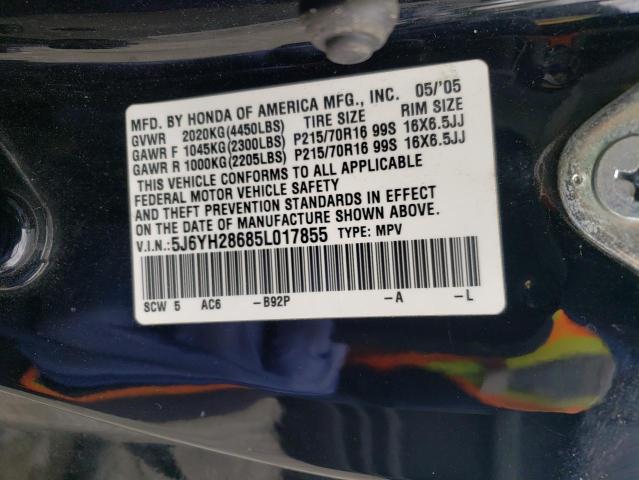 MFD. BY HONDA OF AMERICA MFG., INC. 05/'05
GVWR 2020KG(4450LBS) TIRE SIZE RIM SIZE
GAWR F 1045KG(2300LBS) P215/70R16 99S 16X6.5JJ
GAWR R 1000KG(2205LBS) P215/70R16 99S 16X6.5JJ
THIS VEHICLE CONFORMS TO ALL APPLICABLE
FEDERAL MOTOR VEHICLE SAFETY
AND THEFT PREVENTION STANDARDS IN EFFECT
ON THE DATE OF MANUFACTURE SHOWN ABOVE.
V.I.N.:5J6YH28685L017855 TYPE: MPV
SCW 5 AC6 -B92P -A -L